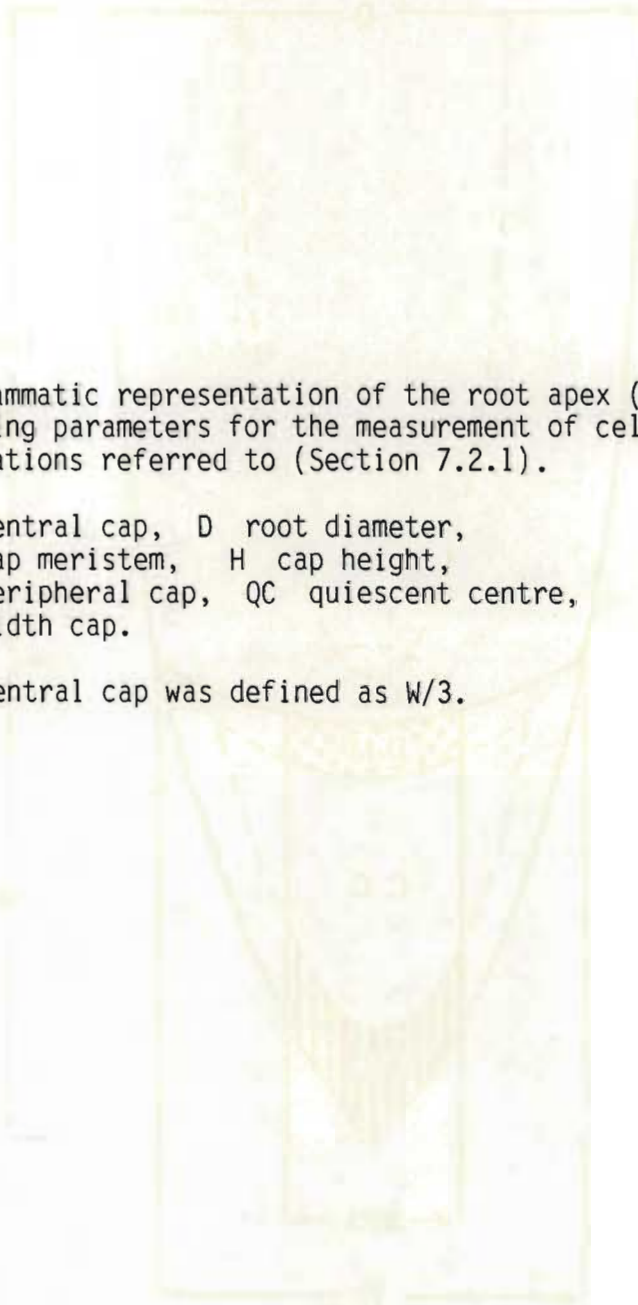 ammatic representation of the root apex (
ing parameters for the measurement of cel
ations referred to (Section 7.2.1).
entral cap, D root diameter,
ap meristem, H cap height,
eripheral cap, QC quiescent centre,
idth cap.
entral cap was defined as W/3.